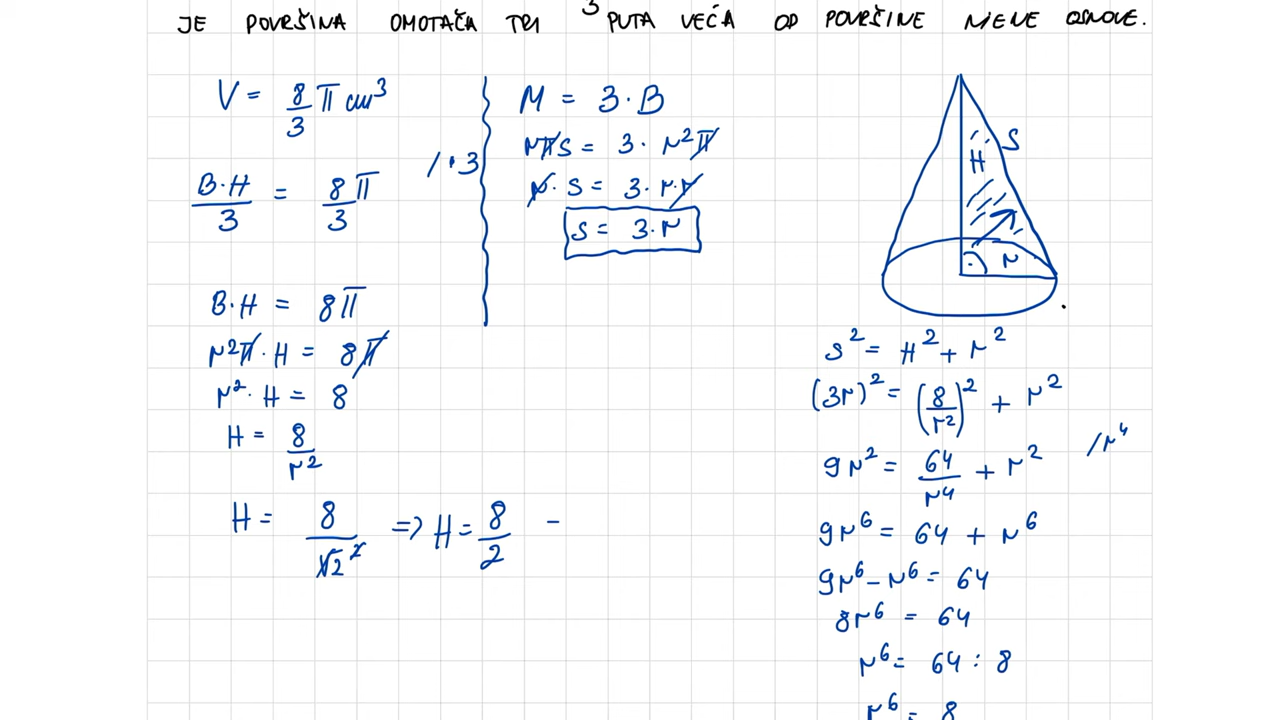 JE POVRŠINA OMOTAČA TRI 3 PUTA VEĆA OD POVRŠINE NJENE OSNOVE.
V = 8/3 π cm³
B·H/3 = 8π/3 /·3
B·H = 8π
r²π·H = 8π
r²·H = 8
H = 8/r²
H = 8/√2² => H = 8/2 =
M = 3·B
rπs = 3·r²π
r·s = 3·r·r
s = 3·r
H
s
r
s² = H² + r²
(3r)² = (8/r²)² + r²
9r² = 64/r⁴ + r² /r⁴
9r⁶ = 64 + r⁶
9r⁶ - r⁶ = 64
8r⁶ = 64
r⁶ = 64 : 8
r⁶ = 8